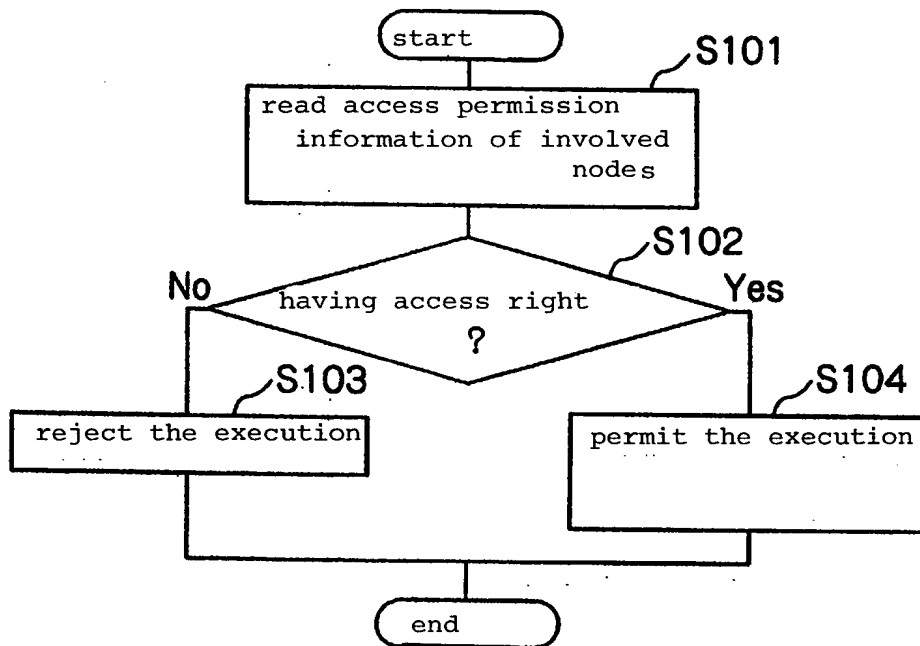 start
S101
read access permission
information of involved
nodes
S102
No
having access right
Yes
?
S103
S104
reject the execution
permit the execution
end